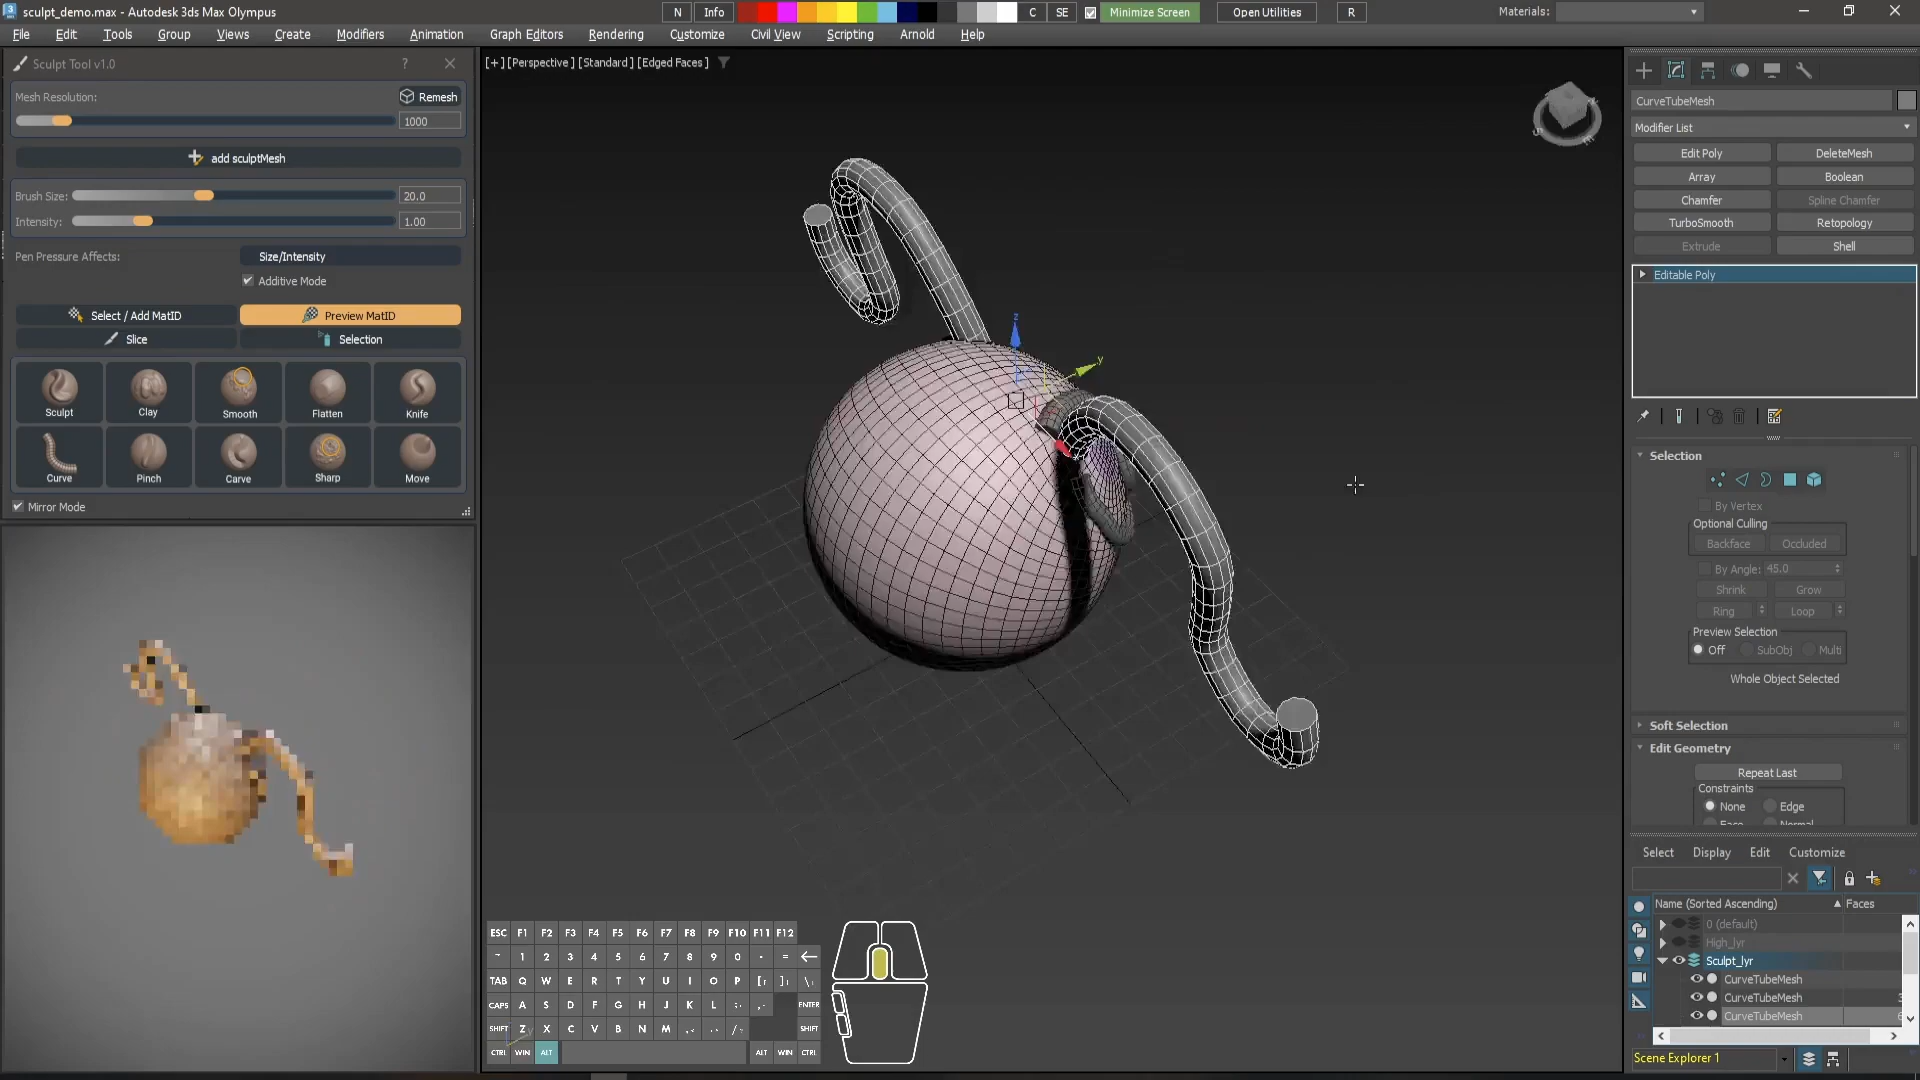 sculpt_demo.max - Autodesk 3ds Max Olympus
N Info C SE Minimize Screen Open Utilities R Materials:
File Edit Tools Group Views Create Modifiers Animation Graph Editors Rendering Customize Civil View Scripting Arnold Help
Sculpt Tool v1.0 ?
Mesh Resolution: Remesh
1000
add sculptMesh
Brush Size: 20.0
Intensity: 1.00
Pen Pressure Affects: Size/Intensity
Additive Mode
Select / Add MatID Preview MatID
Slice Selection
Sculpt Clay Smooth Flatten Knife
Curve Pinch Carve Sharp Move
Mirror Mode
[+] [Perspective] [Standard] [Edged Faces]
z
y
ESC F1 F2 F3 F4 F5 F6 F7 F8 F9 F10 F11 F12
~ 1 2 3 4 5 6 7 8 9 0 - =
TAB Q W E R T Y U I O P
CAPS A S D F G H J K L ENTER
SHIFT Z X C V B N M SHIFT
CTRL WIN ALT ALT WIN CTRL
CurveTubeMesh
Modifier List
Edit Poly DeleteMesh
Array Boolean
Chamfer Spline Chamfer
TurboSmooth Retopology
Extrude Shell
Editable Poly
Selection
By Vertex
Optional Culling
Backface Occluded
By Angle: 45.0
Shrink Grow
Ring Loop
Preview Selection
Off SubObj Multi
Whole Object Selected
Soft Selection
Edit Geometry
Repeat Last
Constraints
None Edge
Face Normal
Select Display Edit Customize
Name (Sorted Ascending) Faces
0 (default)
High_lyr
Sculpt_lyr
CurveTubeMesh
CurveTubeMesh
CurveTubeMesh
Scene Explorer 1